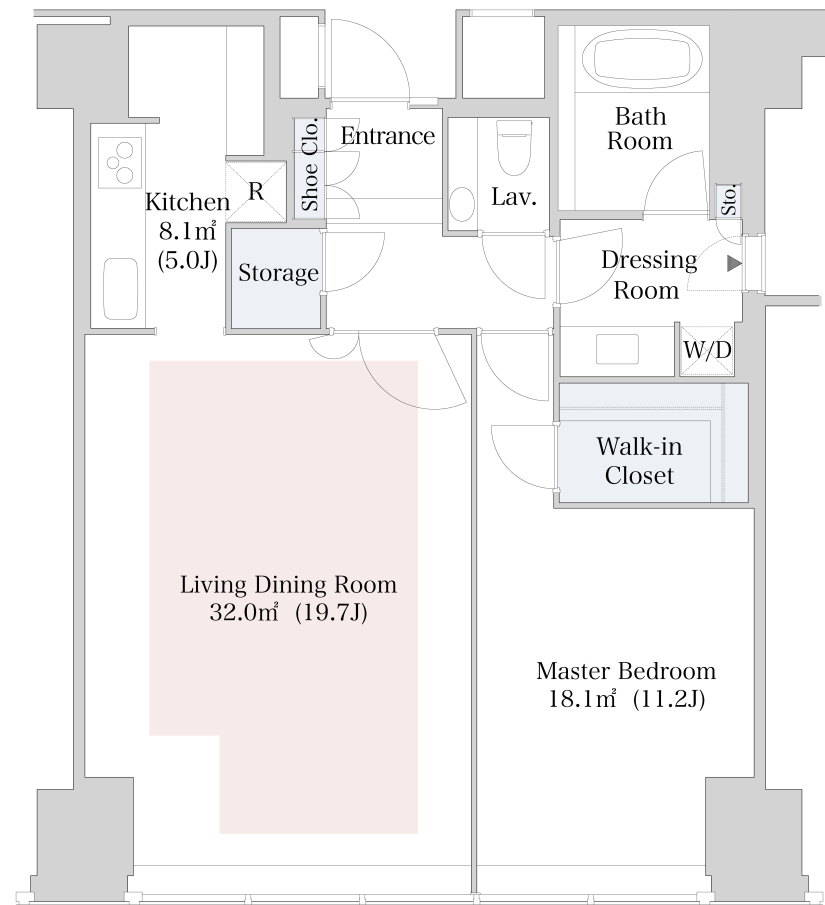 Bath
Room
Entrance
Shoe Clo.
Lav.
R
Kitchen
8.1㎡
(5.0J)
Sto.
Storage
Dressing
Room
W/D
Walk-in
Closet
Living Dining Room
32.0㎡ (19.7J)
Master Bedroom
18.1㎡ (11.2J)